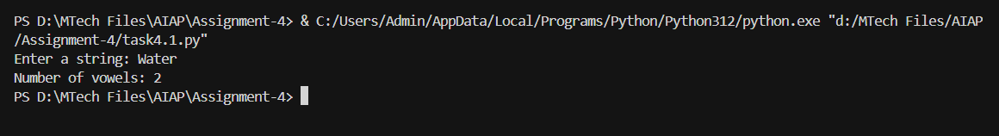 PS D:\MTech Files\AIAP\Assignment-4> & C:/Users/Admin/AppData/Local/Programs/Python/Python312/python.exe "d:/MTech Files/AIAP
/Assignment-4/task4.1.py"
Enter a string: Water
Number of vowels: 2
PS D:\MTech Files\AIAP\Assignment-4>